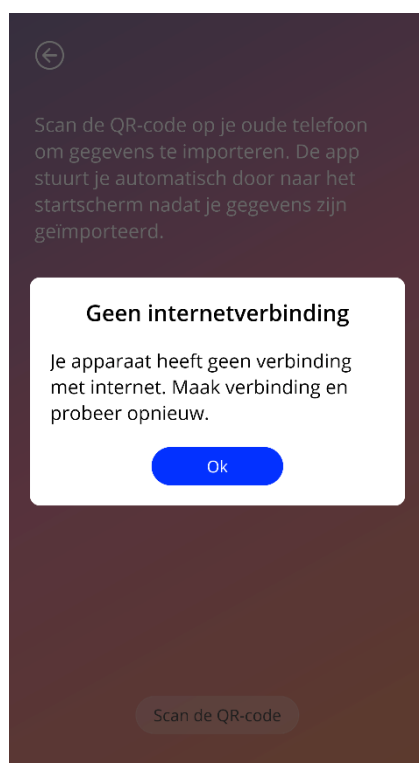 Scan de QR-code op je oude telefoon
om gegevens te importeren. De app
stuurt je automatisch door naar het
startscherm nadat je gegevens zijn
geïmporteerd.
Geen internetverbinding
Je apparaat heeft geen verbinding
met internet. Maak verbinding en
probeer opnieuw.
Ok
Scan de QR-code